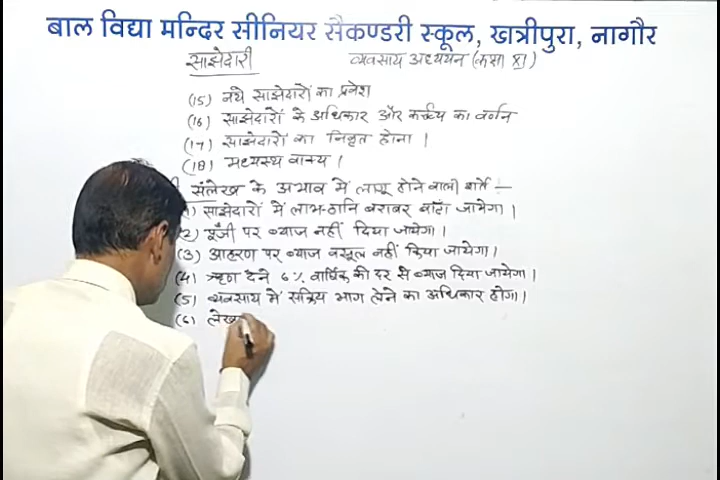 बाल विद्या मन्दिर सीनियर सैकण्डरी स्कूल, खत्रीपुरा, नागौर
साझेदारी व्यवसाय अध्ययन (कक्षा XI)
(15) नये साझेदारों का प्रवेश
(16) साझेदारों के अधिकार और कर्त्तव्य का वर्णन
(17) साझेदारों का निवृत होना ।
(18) मध्यस्थ वाक्य ।
संलेख के अभाव में लागू होने वाली शर्तें —
(1) साझेदारों में लाभ-हानि बराबर बाँटा जायेगा ।
(2) पूँजी पर ब्याज नहीं दिया जायेगा ।
(3) आहरण पर ब्याज वसूल नहीं किया जायेगा ।
(4) ऋण देने 6% वार्षिक की दर से ब्याज दिया जायेगा ।
(5) व्यवसाय में सक्रिय भाग लेने का अधिकार होगा ।
(6) लेख